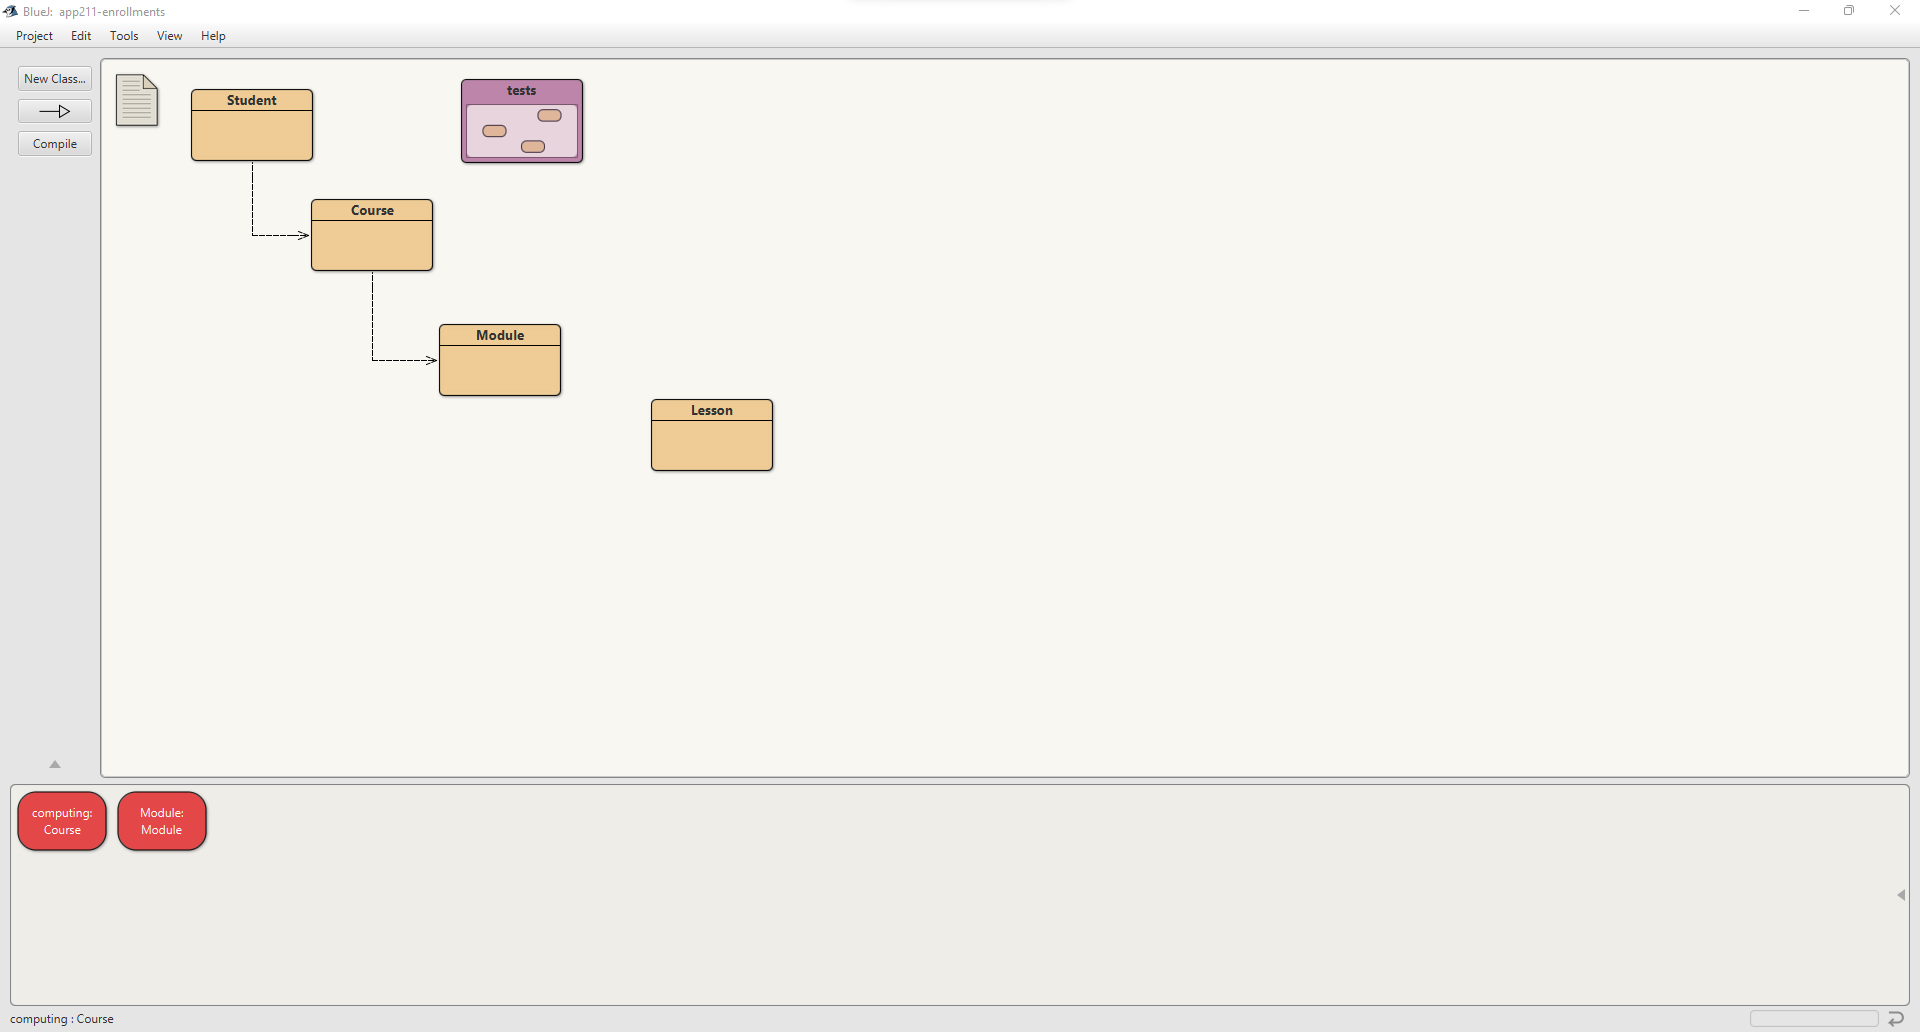 BlueJ: app211-enrollments
Project Edit Tools View Help
New Class...
Compile
Student
tests
Course
Module
Lesson
computing:
Course
Module:
Module
computing : Course